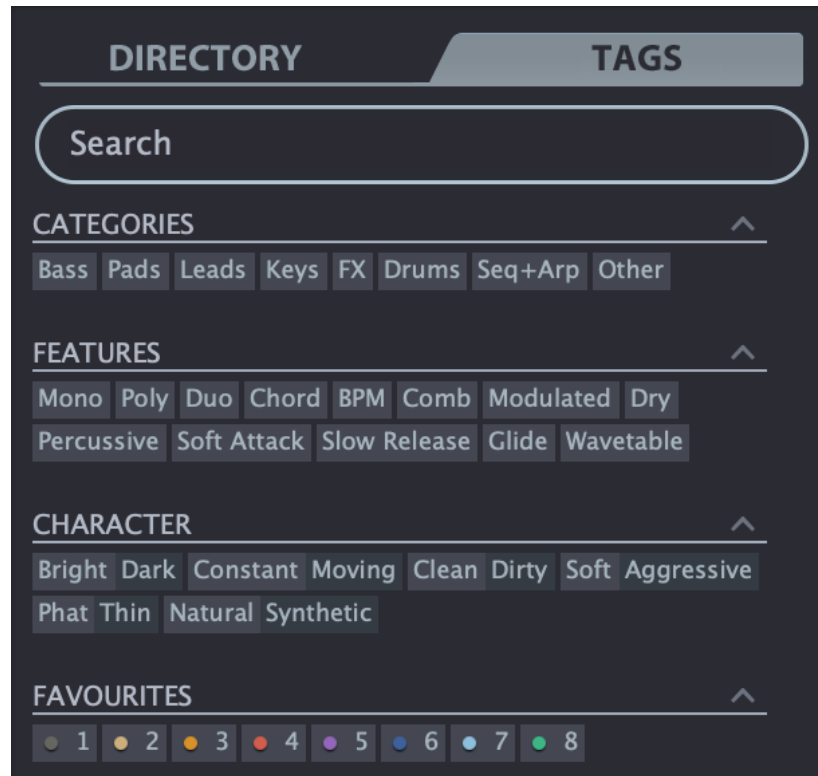 DIRECTORY TAGS
Search
CATEGORIES
Bass Pads Leads Keys FX Drums Seq+Arp Other
FEATURES
Mono Poly Duo Chord BPM Comb Modulated Dry
Percussive Soft Attack Slow Release Glide Wavetable
CHARACTER
Bright Dark Constant Moving Clean Dirty Soft Aggressive
Phat Thin Natural Synthetic
FAVOURITES
1 2 3 4 5 6 7 8